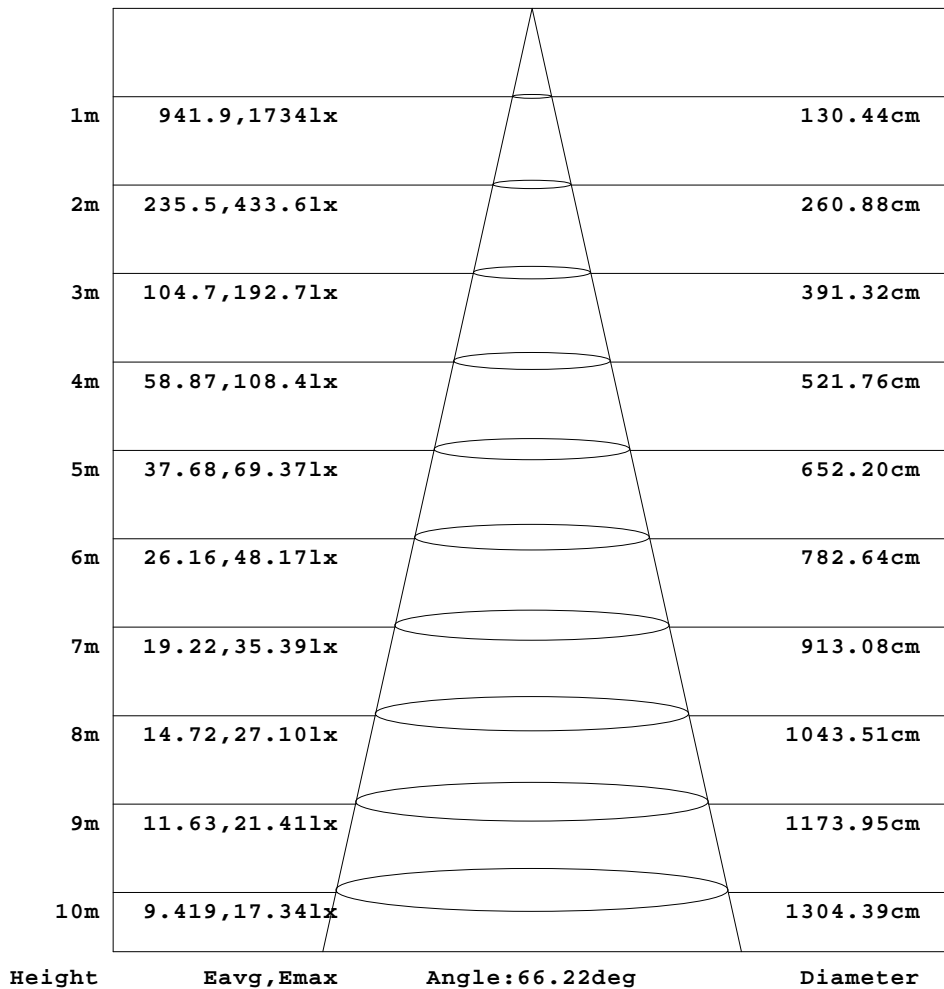 1m 941.9,1734lx 130.44cm
2m 235.5,433.6lx 260.88cm
3m 104.7,192.7lx 391.32cm
4m 58.87,108.4lx 521.76cm
5m 37.68,69.37lx 652.20cm
6m 26.16,48.17lx 782.64cm
7m 19.22,35.39lx 913.08cm
8m 14.72,27.10lx 1043.51cm
9m 11.63,21.41lx 1173.95cm
10m 9.419,17.34lx 1304.39cm
Height Eavg,Emax Angle:66.22deg Diameter